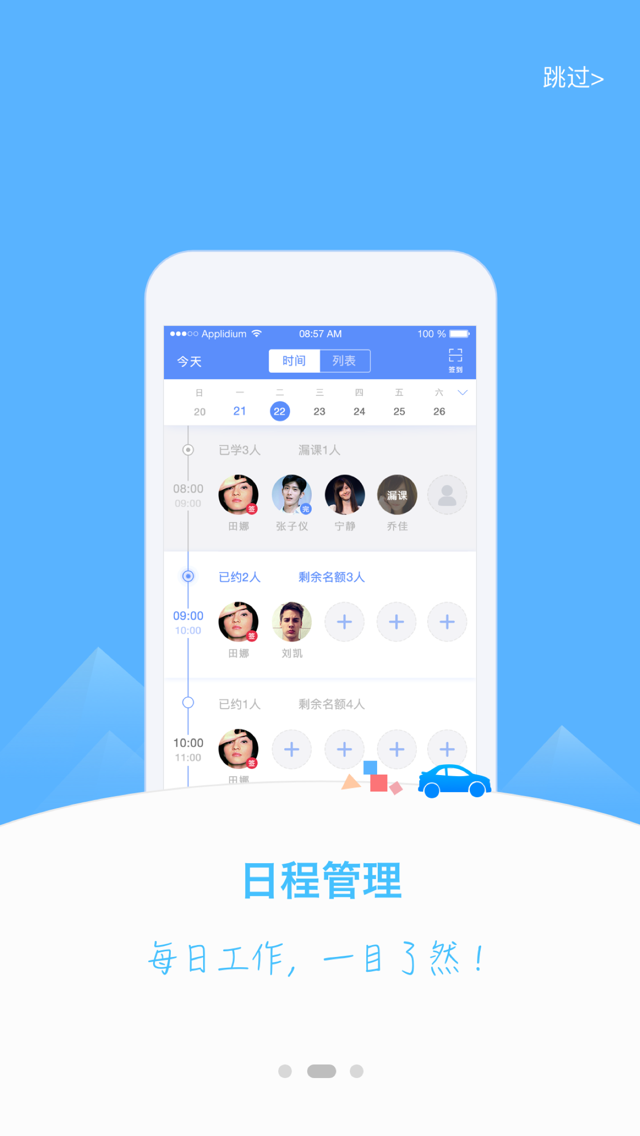 跳过>
Applidium 08:57 AM 100 %
今天 时间 列表 签到
日 一 二 三 四 五 六
20 21 22 23 24 25 26
已学3人 漏课1人
08:00
09:00
签 完 漏课
田娜 张子仪 宁静 乔佳
已约2人 剩余名额3人
09:00
10:00
签
田娜 刘凯
已约1人 剩余名额4人
10:00
11:00
签
田娜
日程管理
每日工作,一目了然!